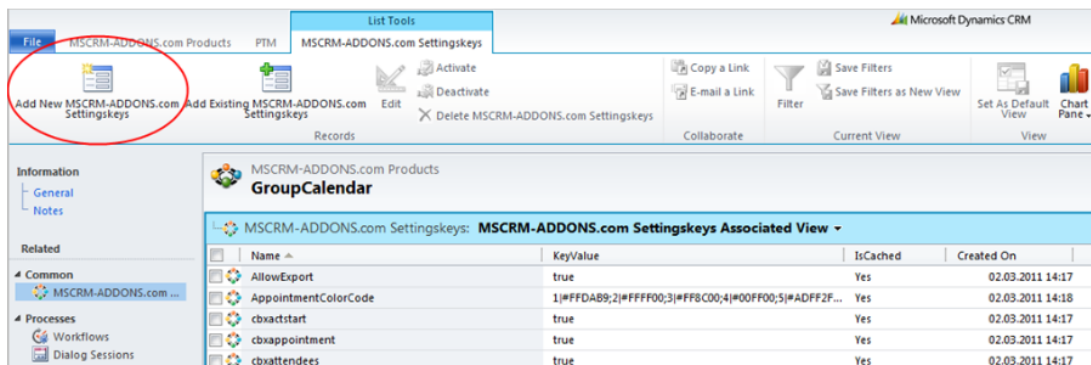 List Tools
Microsoft Dynamics CRM
File MSCRM-ADDONS.com Products PTM MSCRM-ADDONS.com Settingskeys
Add New MSCRM-ADDONS.com Settingskeys
Add Existing MSCRM-ADDONS.com Settingskeys
Edit
Activate
Deactivate
Delete MSCRM-ADDONS.com Settingskeys
Records
Copy a Link
E-mail a Link
Collaborate
Filter
Save Filters
Save Filters as New View
Current View
Set As Default View
Chart Pane
View
Information
General
Notes
Related
Common
MSCRM-ADDONS.com ...
Processes
Workflows
Dialog Sessions
MSCRM-ADDONS.com Products
GroupCalendar
MSCRM-ADDONS.com Settingskeys: MSCRM-ADDONS.com Settingskeys Associated View
Name KeyValue IsCached Created On
AllowExport true Yes 02.03.2011 14:17
AppointmentColorCode 1|#FFDAB9;2|#FFFF00;3|#FF8C00;4|#00FF00;5|#ADFF2F... Yes 02.03.2011 14:18
cbxactstart true Yes 02.03.2011 14:17
cbxappointment true Yes 02.03.2011 14:17
cbxattendees true Yes 02.03.2011 14:17